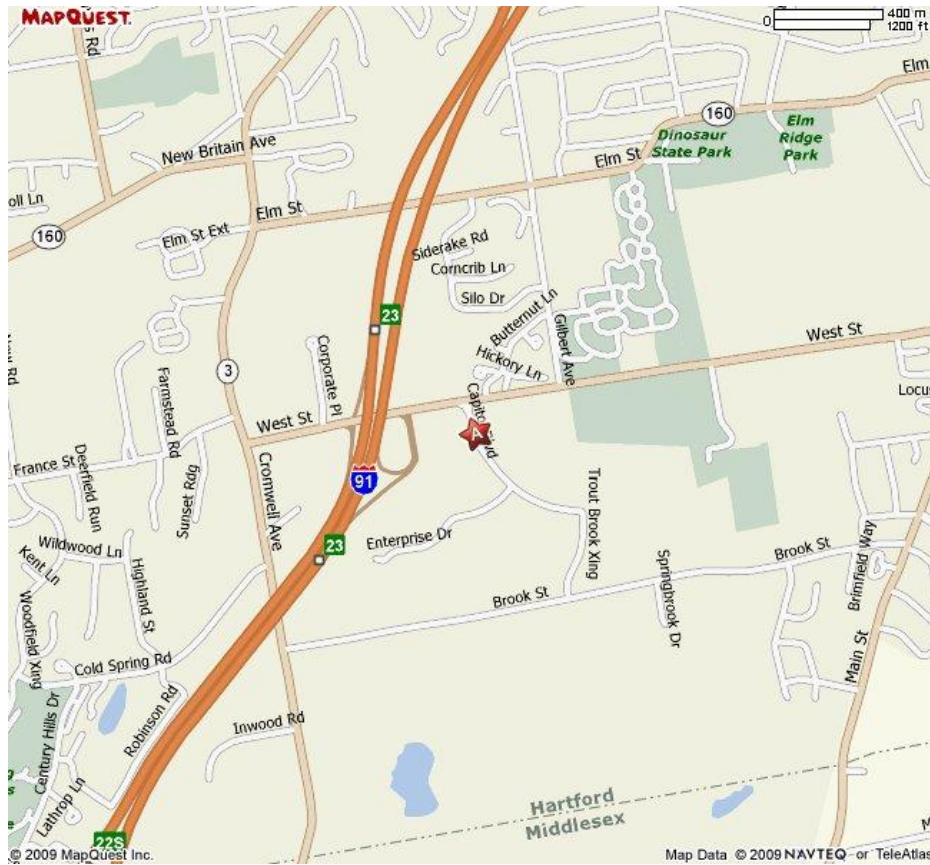 MAPQUEST.
400 m
0
1200 ft
Rd
Elm
160
Elm
Ridge
Park
Dinosaur
State Park
New Britain Ave
Elm St
Ln
Elm St
160
Elm St Ext
Siderake Rd
Corncrib Ln
Silo Dr
23
Butternut Ln
Gilbert Ave
West St
Rd
Corporate Pl
Hickory Ln
3
Farmstead Rd
West St
A
France St
Deerfield Run
Sunset Rdg
Cromwell Ave
91
Trout Brook Xing
Enterprise Dr
23
Wildwood Ln
Kent Ln
Highland St
Woodfield Xing
Brook St
Brook St
Springbrook Dr
Brimfield Way
Main St
Cold Spring Rd
Robinson Rd
Century Hills Dr
Inwood Rd
Lathrop Ln
Hartford
Middlesex
22S
© 2009 MapQuest Inc.
Map Data © 2009 NAVTEQ or TeleAtlas